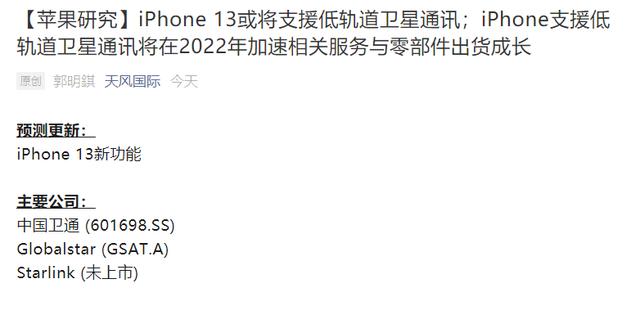 【苹果研究】iPhone 13或将支援低轨道卫星通讯；iPhone支援低
轨道卫星通讯将在2022年加速相关服务与零部件出货成长
原创 郭明錤 天风国际 今天
预测更新：
iPhone 13新功能
主要公司：
中国卫通 (601698.SS)
Globalstar (GSAT.A)
Starlink (未上市)